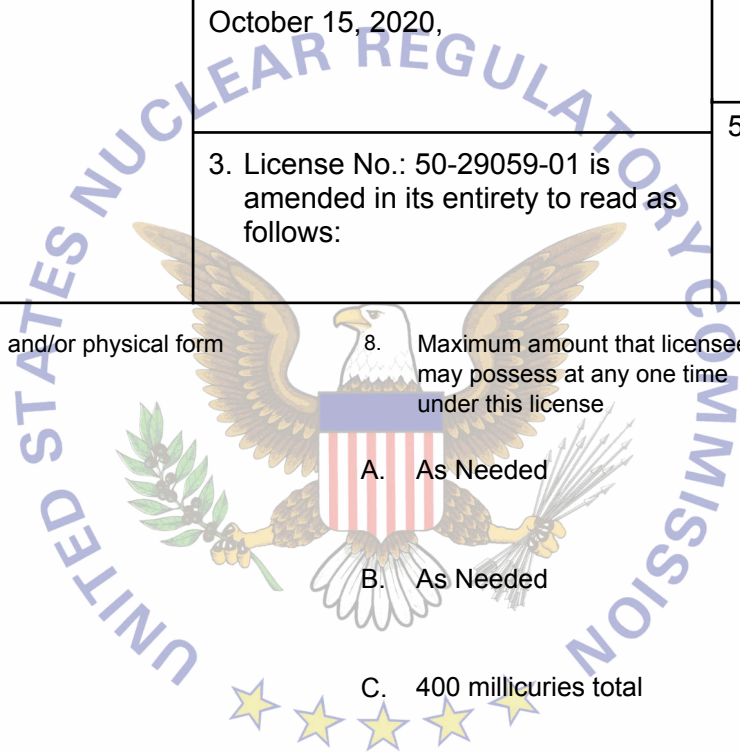 October 15, 2020,
5
3. License No.: 50-29059-01 is
amended in its entirety to read as
follows:
and/or physical form
8. Maximum amount that licensee
may possess at any one time
under this license
A. As Needed
B. As Needed
C. 400 millicuries total
UNITED STATES NUCLEAR REGULATORY COMMISSION